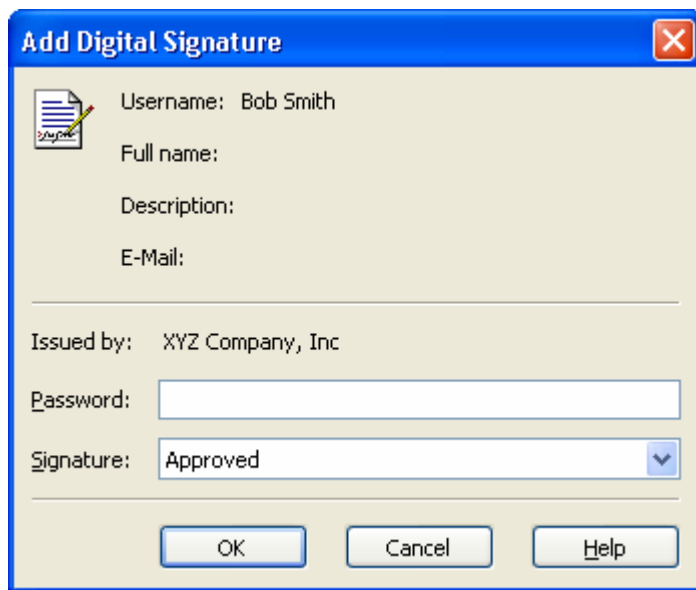 Add Digital Signature
Username: Bob Smith
Full name:
Description:
E-Mail:
Issued by: XYZ Company, Inc
Password:
Signature: Approved
OK Cancel Help